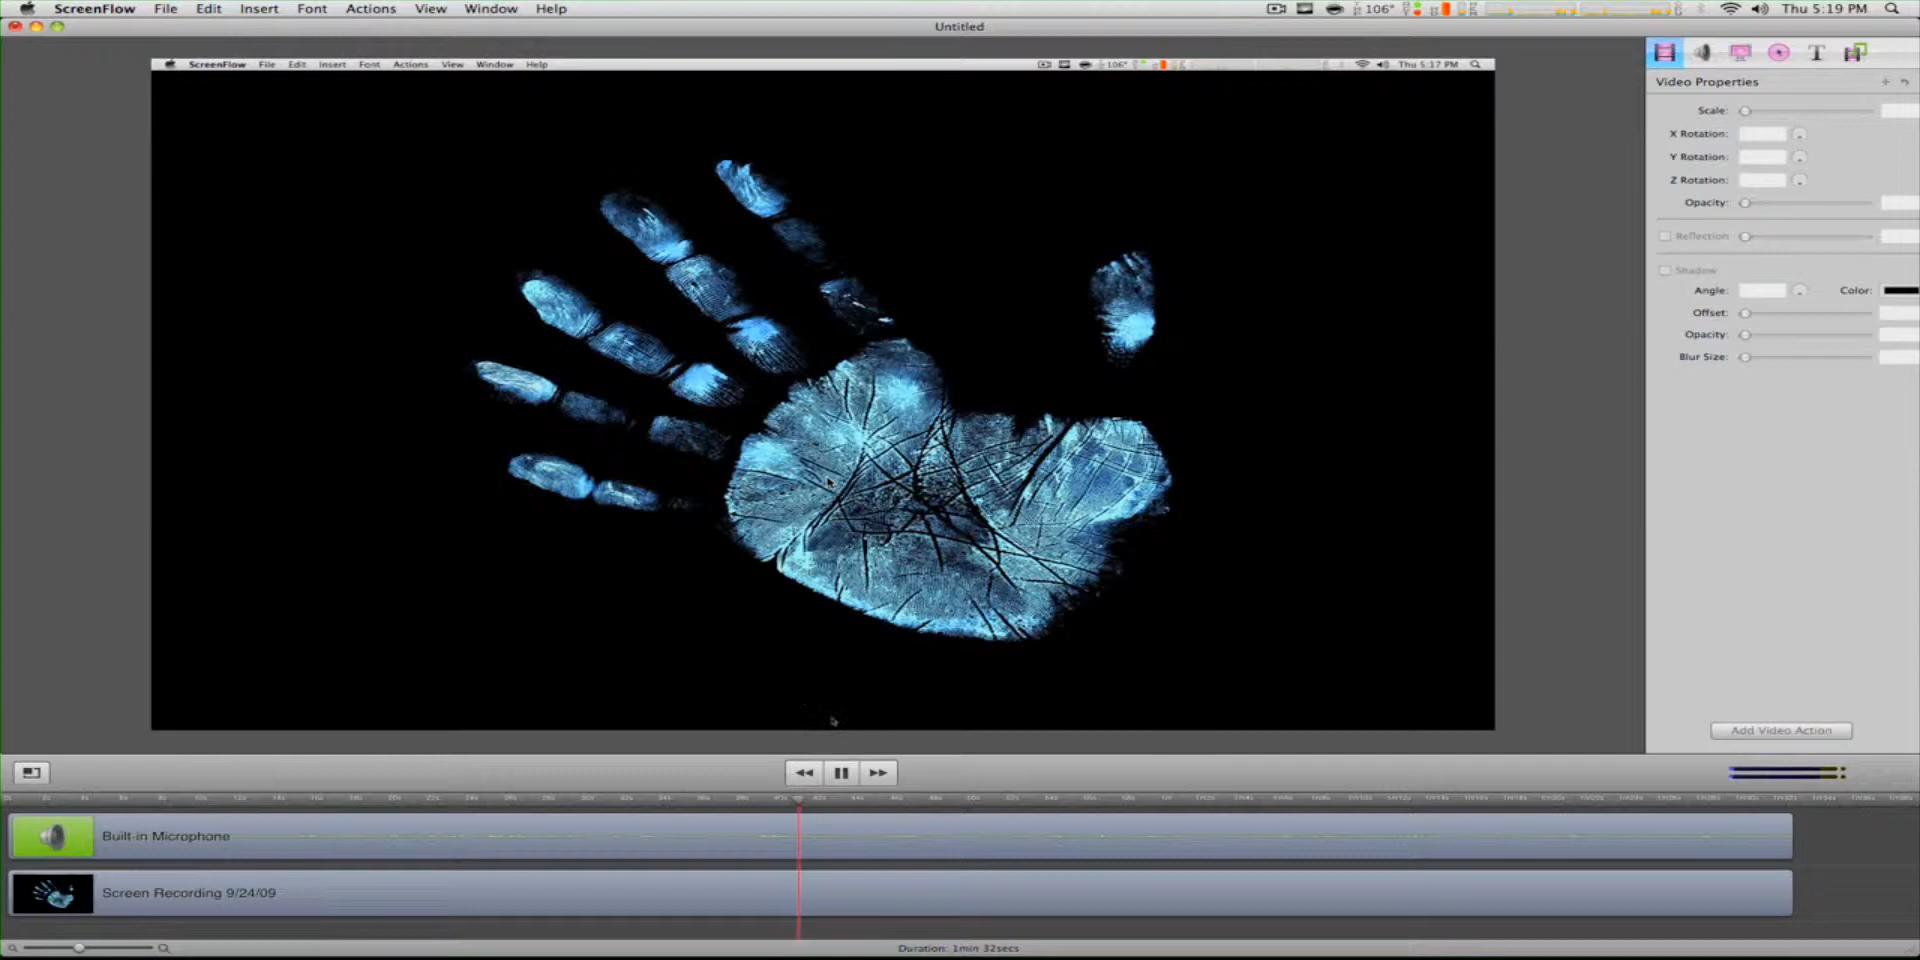 ScreenFlow File Edit Insert Font Actions View Window Help 106° Thu 5:19 PM
Untitled
ScreenFlow File Edit Insert Font Actions View Window Help 106° Thu 5:17 PM
Video Properties
Scale:
X Rotation:
Y Rotation:
Z Rotation:
Opacity:
Reflection
Shadow
Angle: Color:
Offset:
Opacity:
Blur Size:
Add Video Action
Built-in Microphone
Screen Recording 9/24/09
Duration: 1min 32secs